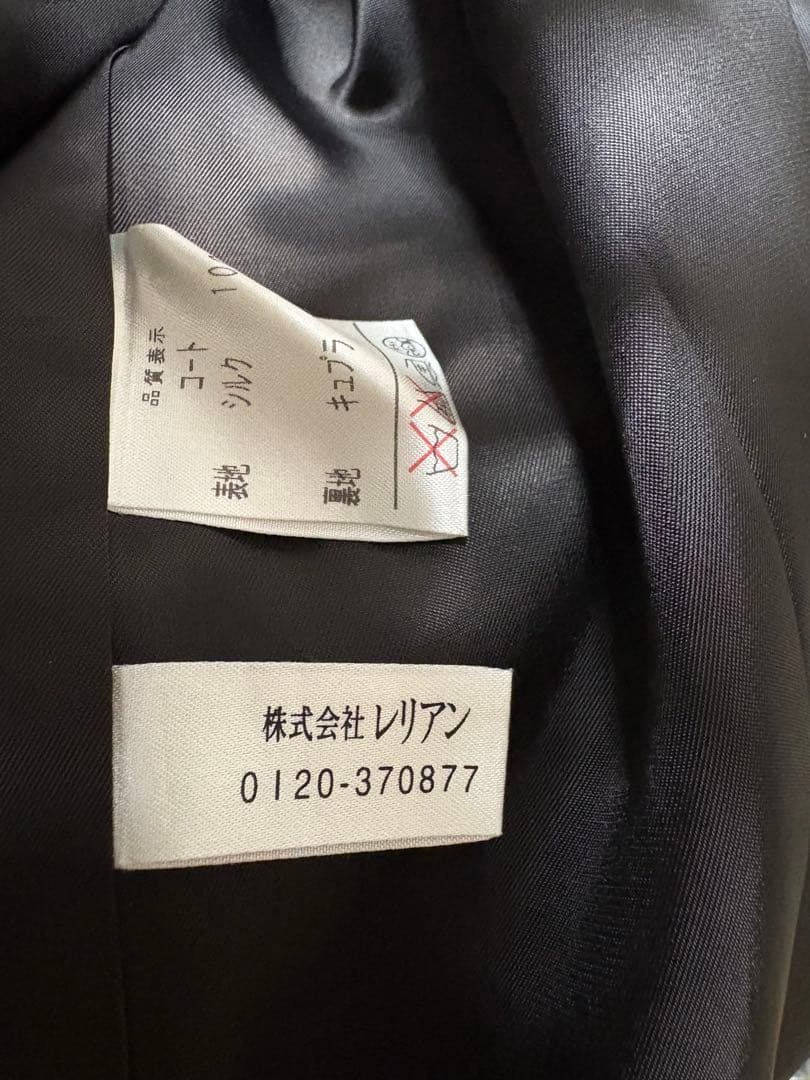 品質表示
コート
表地 シルク 10
裏地 キュプラ
株式会社レリアン
0120-370877